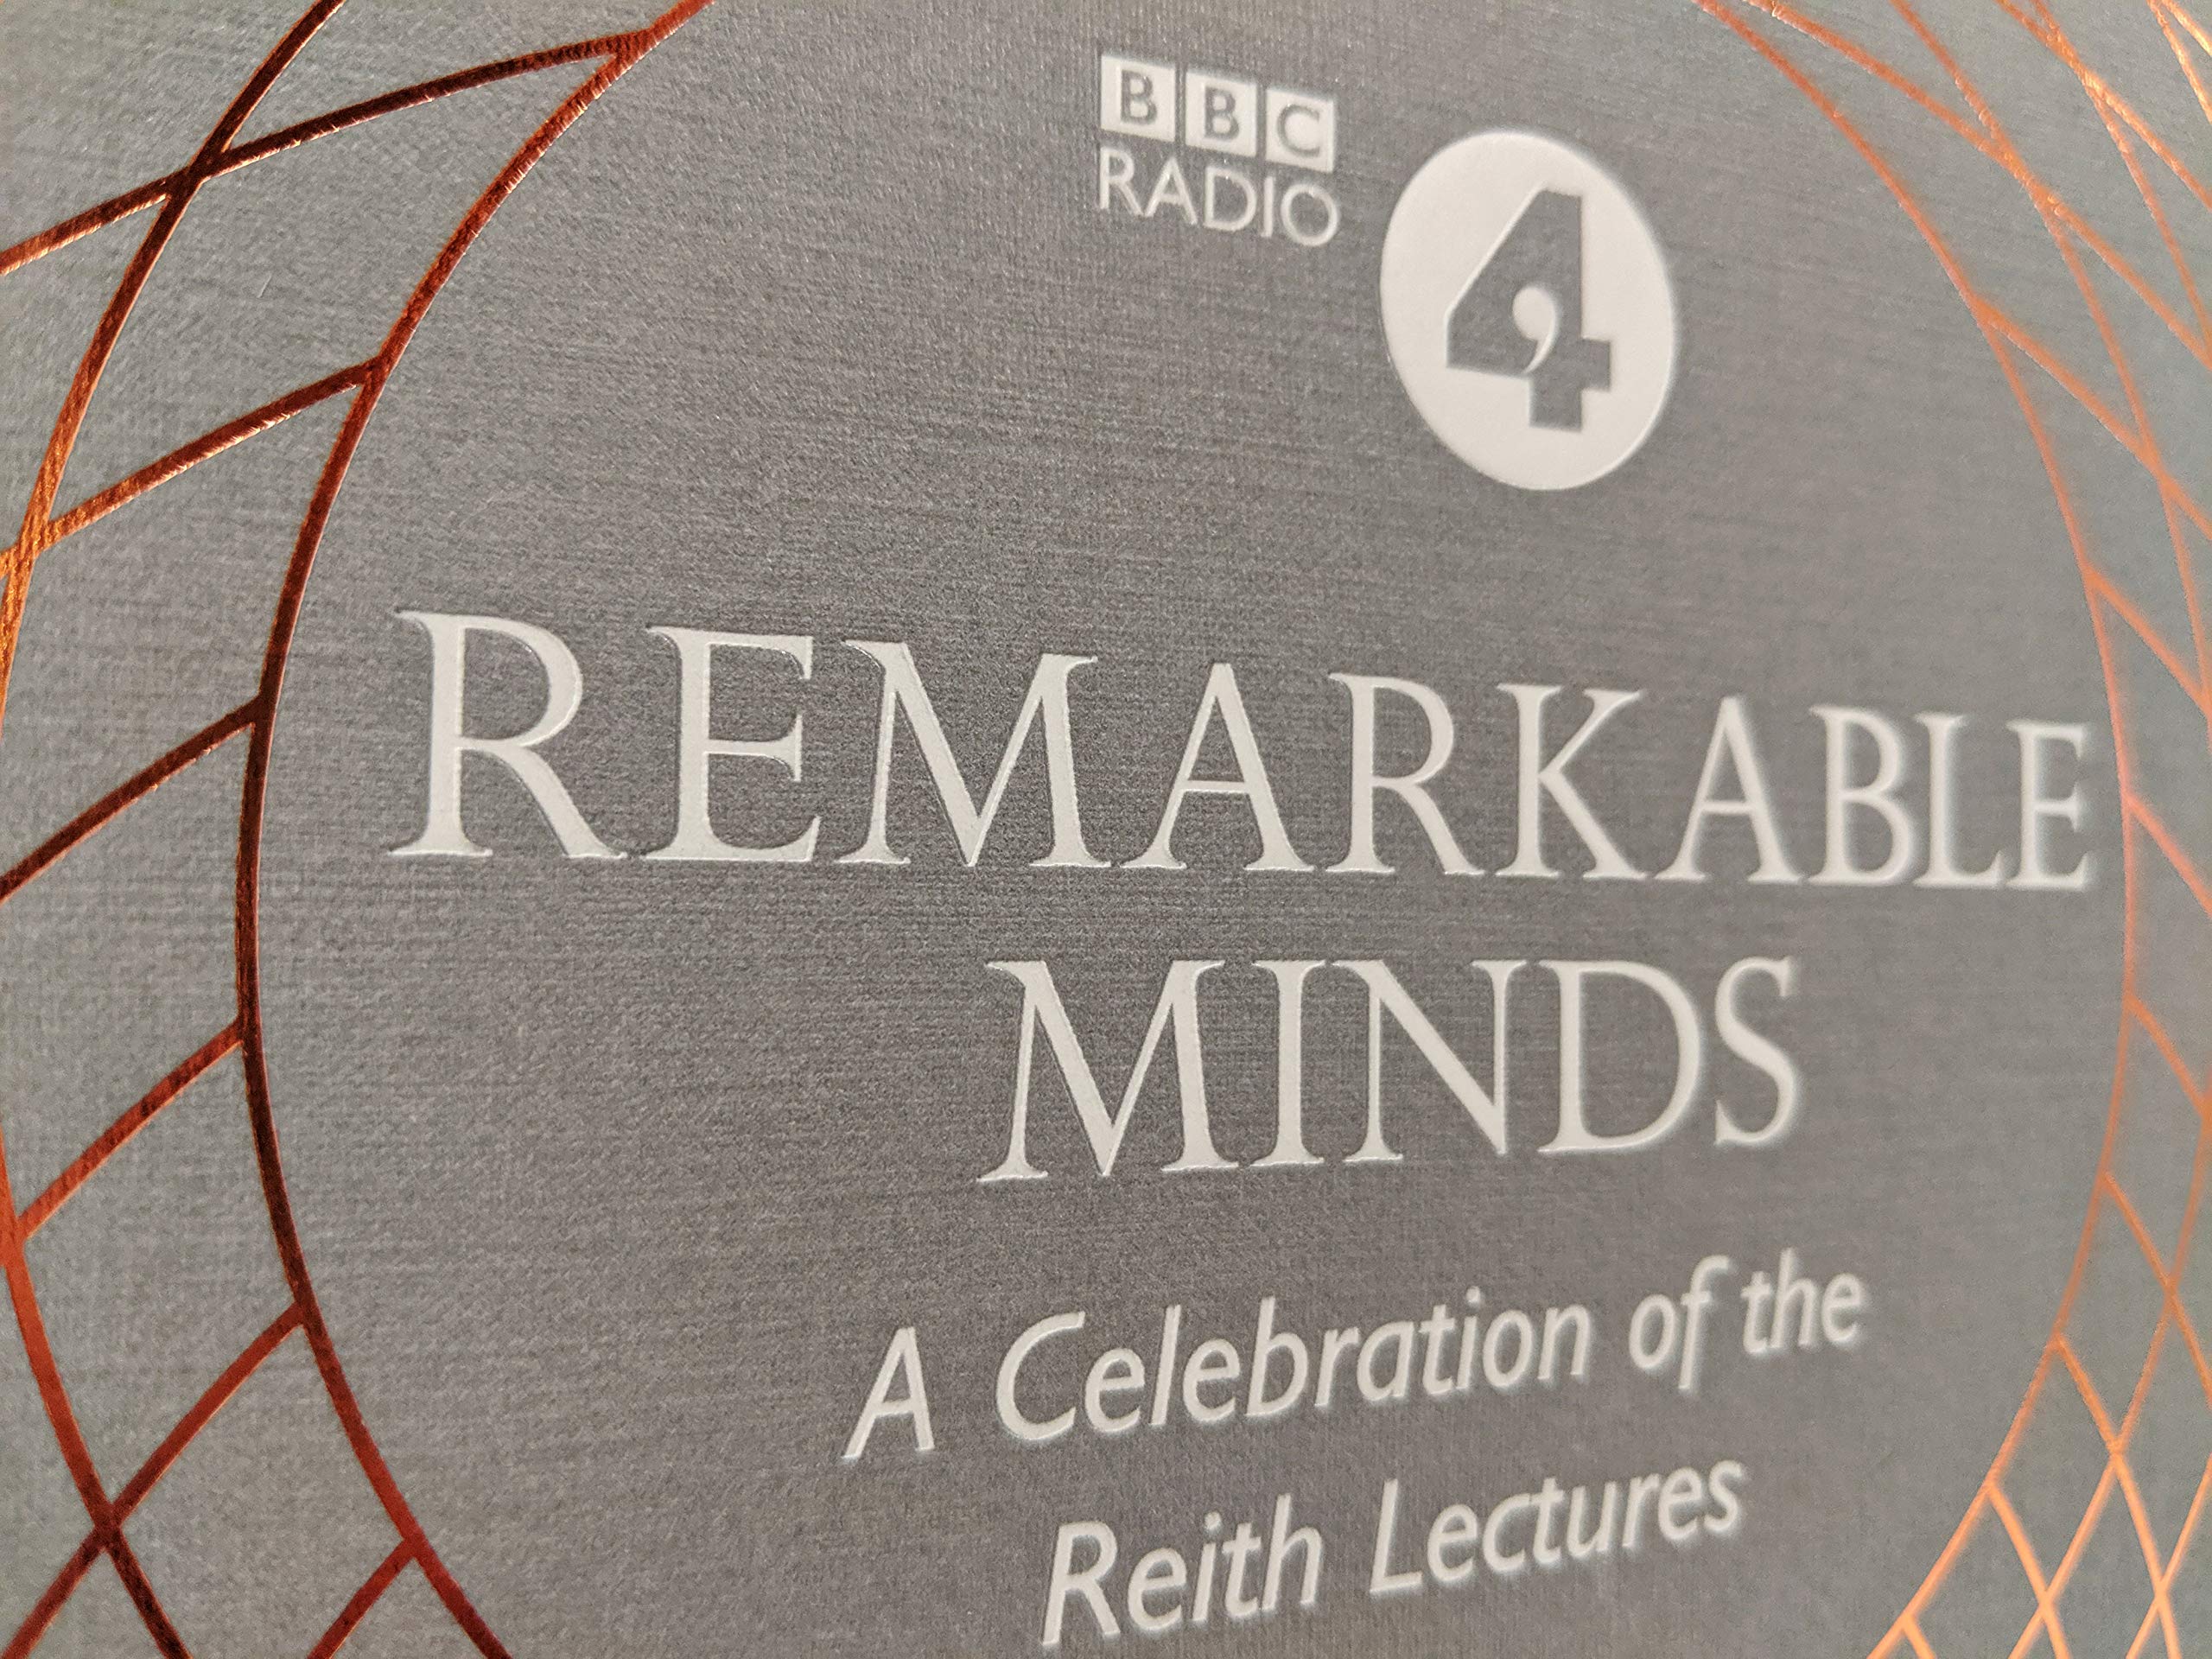 BBC
RADIO
4
REMARKABLE
MINDS
A Celebration of the
Reith Lectures